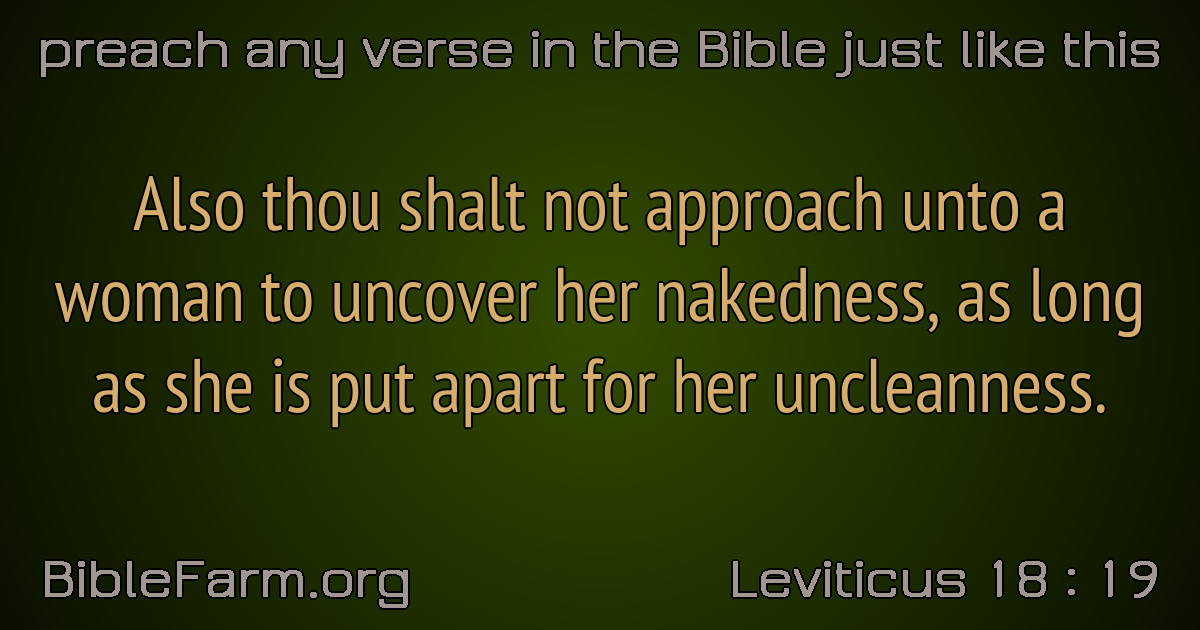 preach any verse in the Bible just like this
Also thou shalt not approach unto a
woman to uncover her nakedness, as long
as she is put apart for her uncleanness.
BibleFarm.org
Leviticus 18 : 19